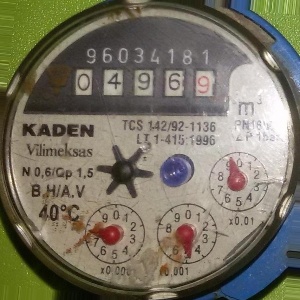 96034181
04969
m³
KADEN
TCS 142/92-1136
Vilimeksas
LT 1-415:1996
N 0,6/Qp 1,5
B.H/A.V
40°C
x0.01
x0.001